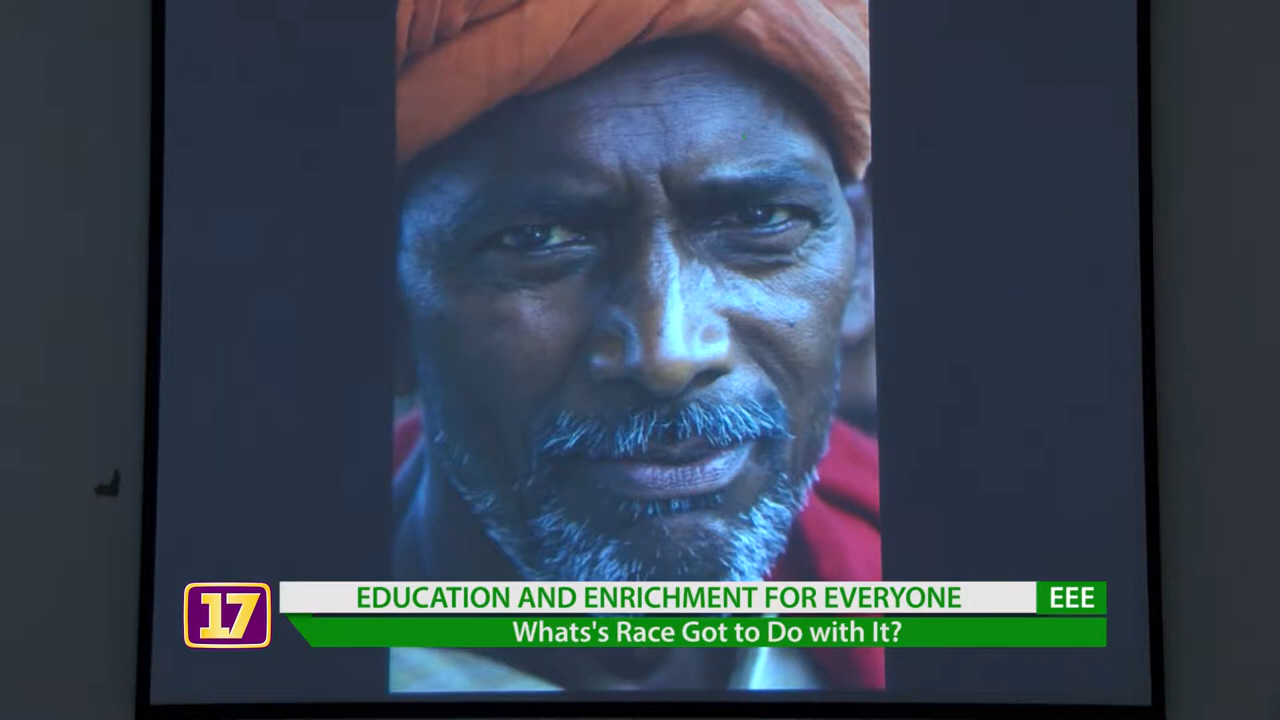 EDUCATION AND ENRICHMENT FOR EVERYONE EEE
17 Whats's Race Got to Do with It?